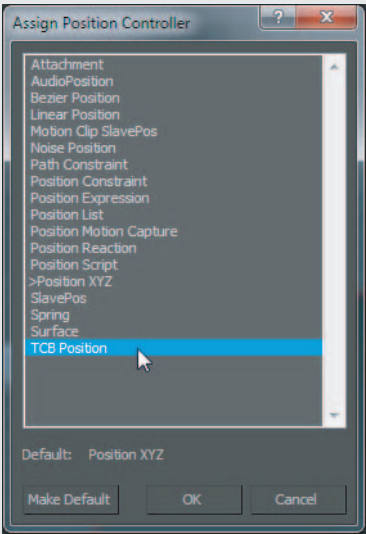 Assign Position Controller
?
X
Attachment
AudioPosition
Bezier Position
Linear Position
Motion Clip SlavePos
Noise Position
Path Constraint
Position Constraint
Position Expression
Position List
Position Motion Capture
Position Reaction
Position Script
>Position XYZ
SlavePos
Spring
Surface
TCB Position
Default: Position XYZ
Make Default OK Cancel